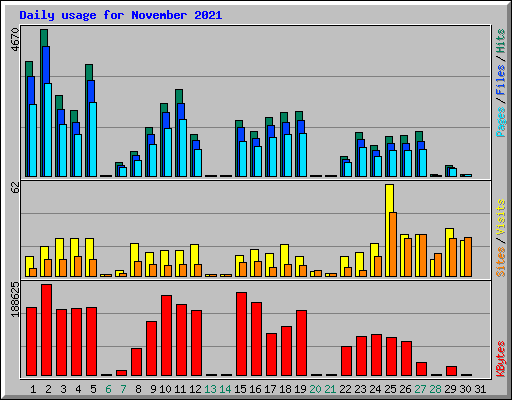 Daily usage for November 2021
4670
Pages / Files / Hits
62
Sites / Visits
188625
KBytes
1 2 3 4 5 6 7 8 9 10 11 12 13 14 15 16 17 18 19 20 21 22 23 24 25 26 27 28 29 30 31